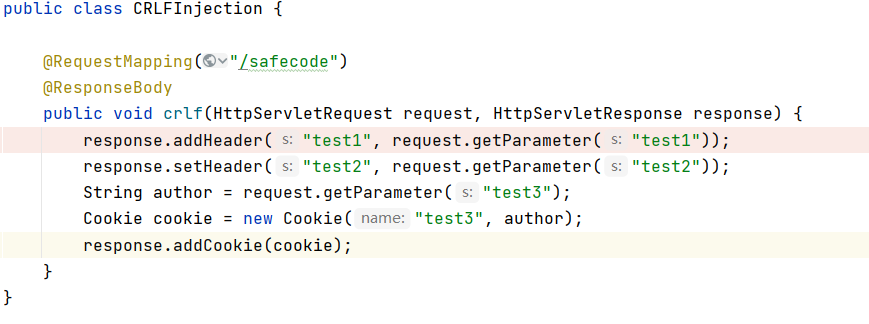 public class CRLFInjection {
@RequestMapping("/safecode")
@ResponseBody
public void crlf(HttpServletRequest request, HttpServletResponse response) {
response.addHeader( s: "test1", request.getParameter( s: "test1"));
response.setHeader( s: "test2", request.getParameter( s: "test2"));
String author = request.getParameter( s: "test3");
Cookie cookie = new Cookie( name: "test3", author);
response.addCookie(cookie);
}
}